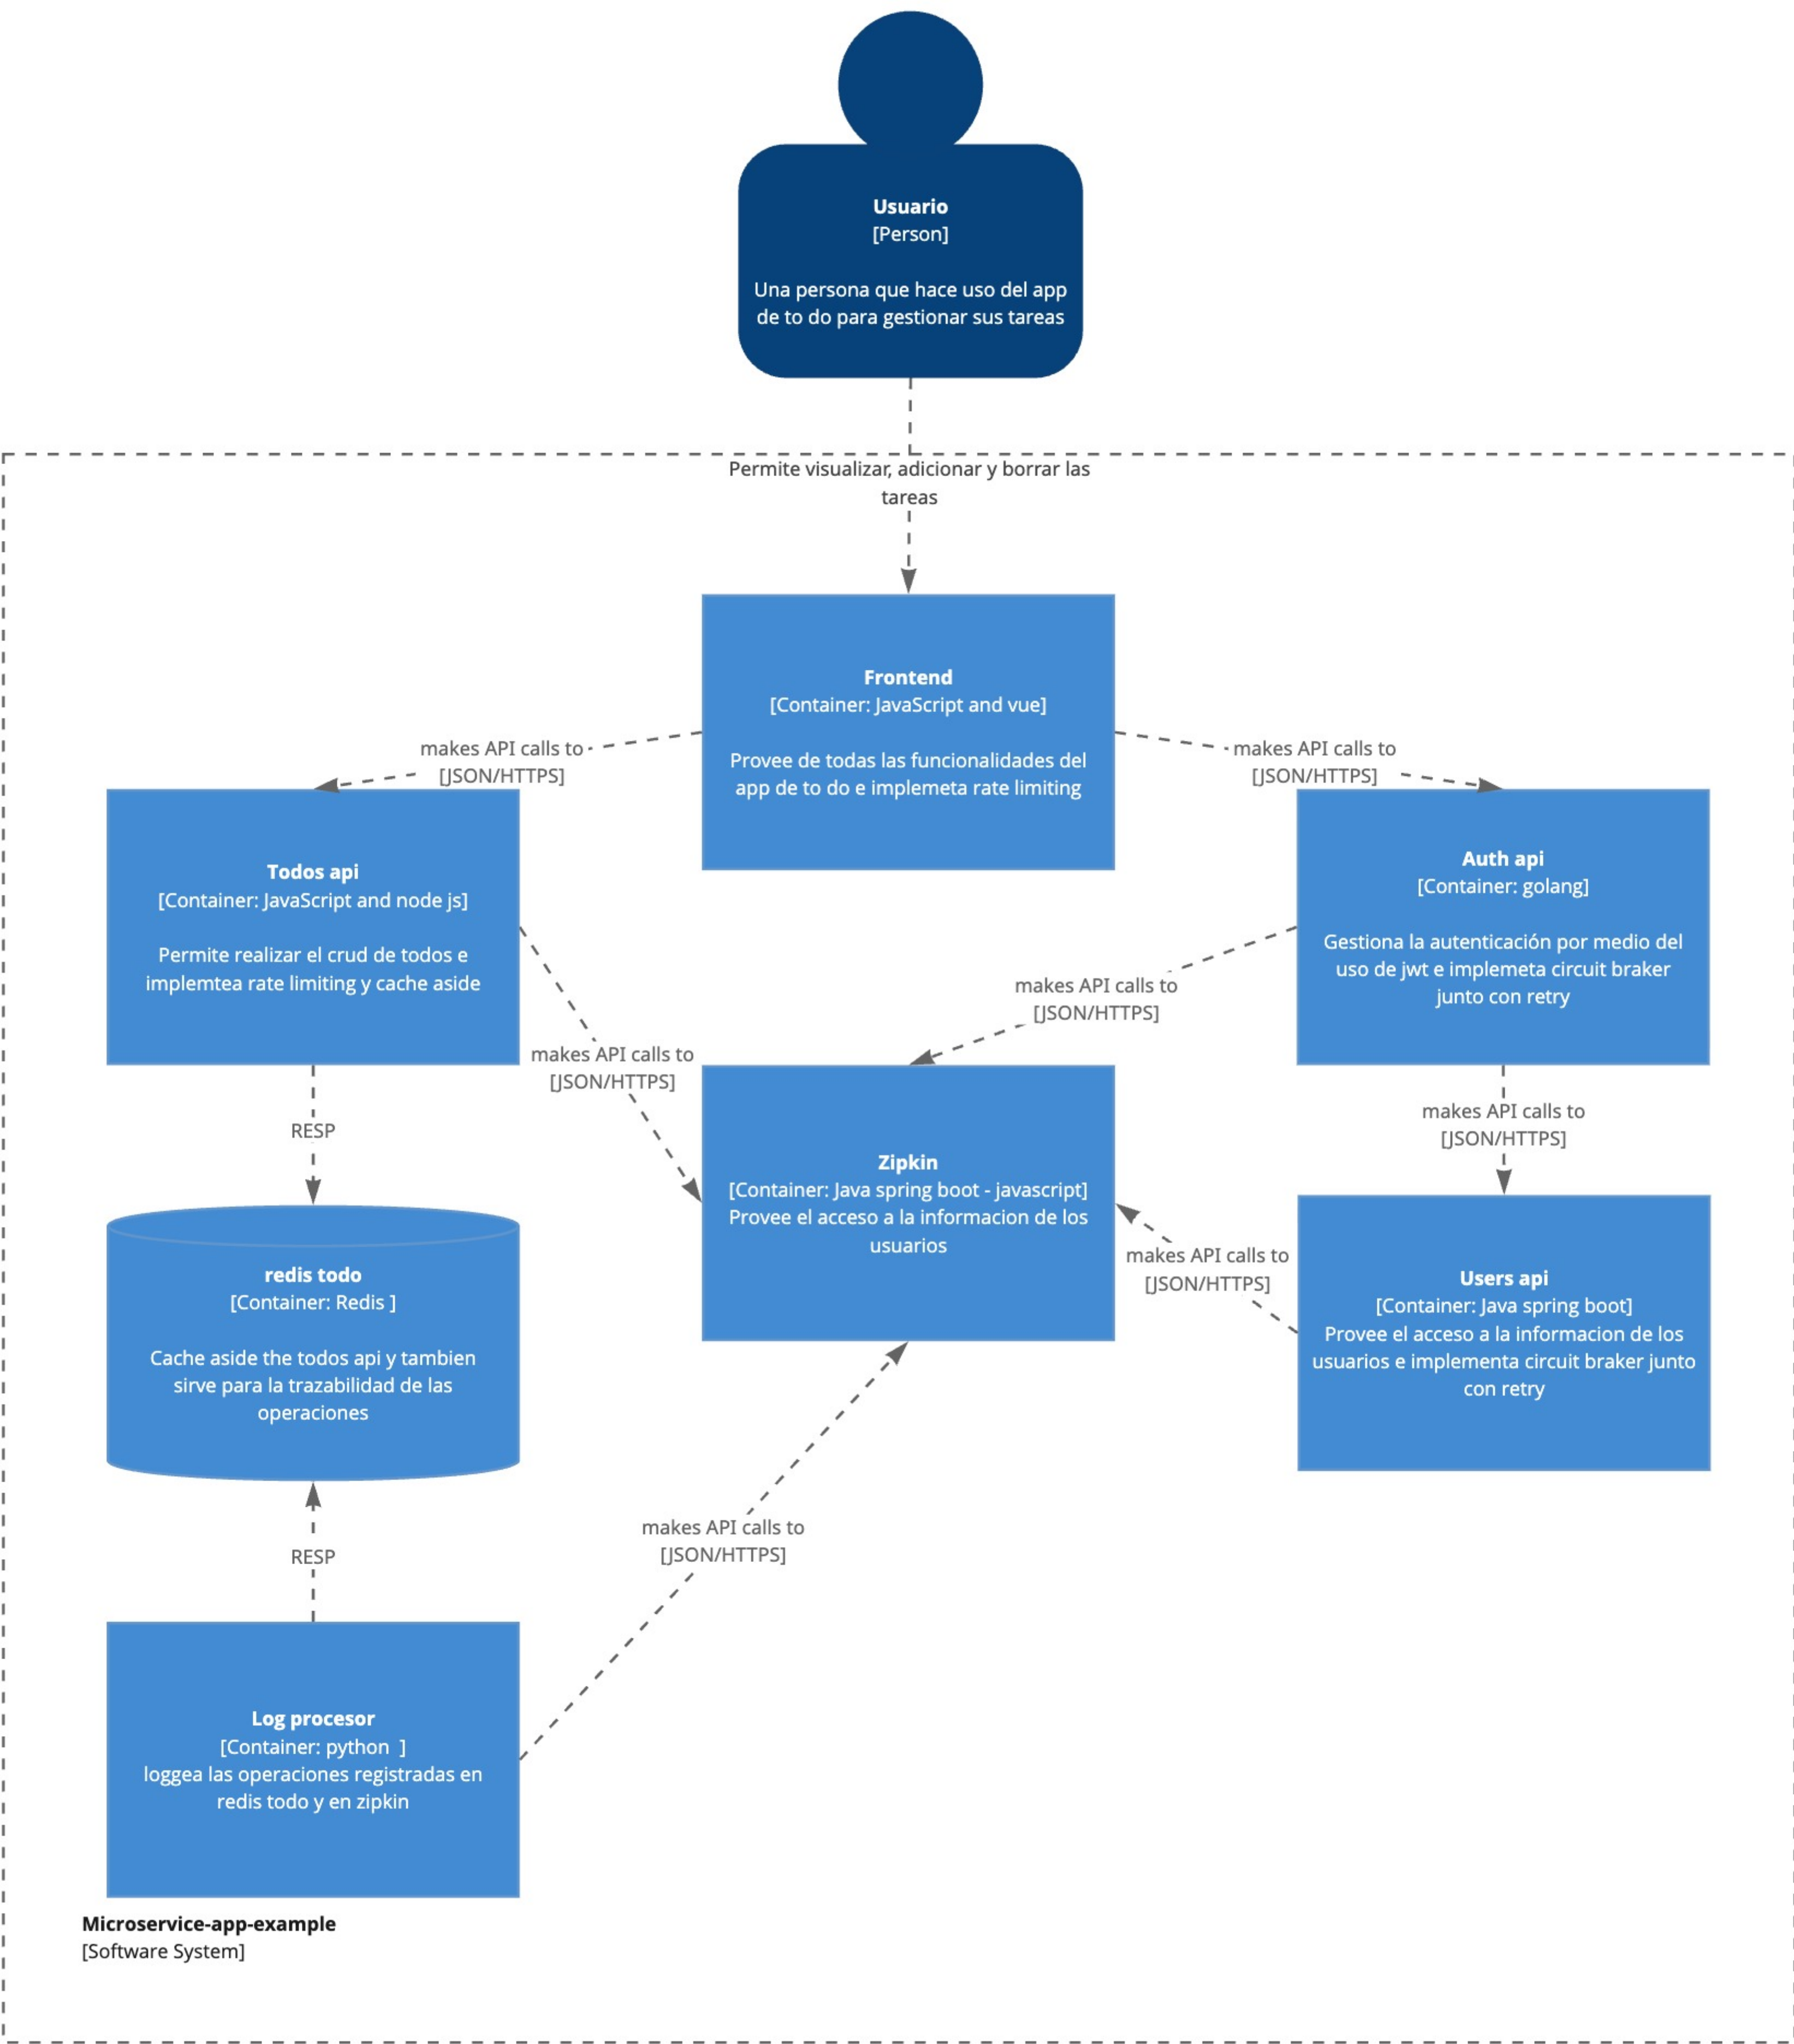 Usuario
[Person]
Una persona que hace uso del app
de to do para gestionar sus tareas
Permite visualizar, adicionar y borrar las
tareas
Frontend
[Container: JavaScript and vue]
Provee de todas las funcionalidades del
app de to do e implemeta rate limiting
makes API calls to
[JSON/HTTPS]
makes API calls to
[JSON/HTTPS]
Todos api
[Container: JavaScript and node js]
Permite realizar el crud de todos e
implemtea rate limiting y cache aside
Auth api
[Container: golang]
Gestiona la autenticación por medio del
uso de jwt e implemeta circuit braker
junto con retry
makes API calls to
[JSON/HTTPS]
makes API calls to
[JSON/HTTPS]
RESP
makes API calls to
[JSON/HTTPS]
Zipkin
[Container: Java spring boot - javascript]
Provee el acceso a la informacion de los
usuarios
makes API calls to
[JSON/HTTPS]
redis todo
[Container: Redis ]
Cache aside the todos api y tambien
sirve para la trazabilidad de las
operaciones
Users api
[Container: Java spring boot]
Provee el acceso a la informacion de los
usuarios e implementa circuit braker junto
con retry
RESP
makes API calls to
[JSON/HTTPS]
Log procesor
[Container: python  ]
loggea las operaciones registradas en
redis todo y en zipkin
Microservice-app-example
[Software System]